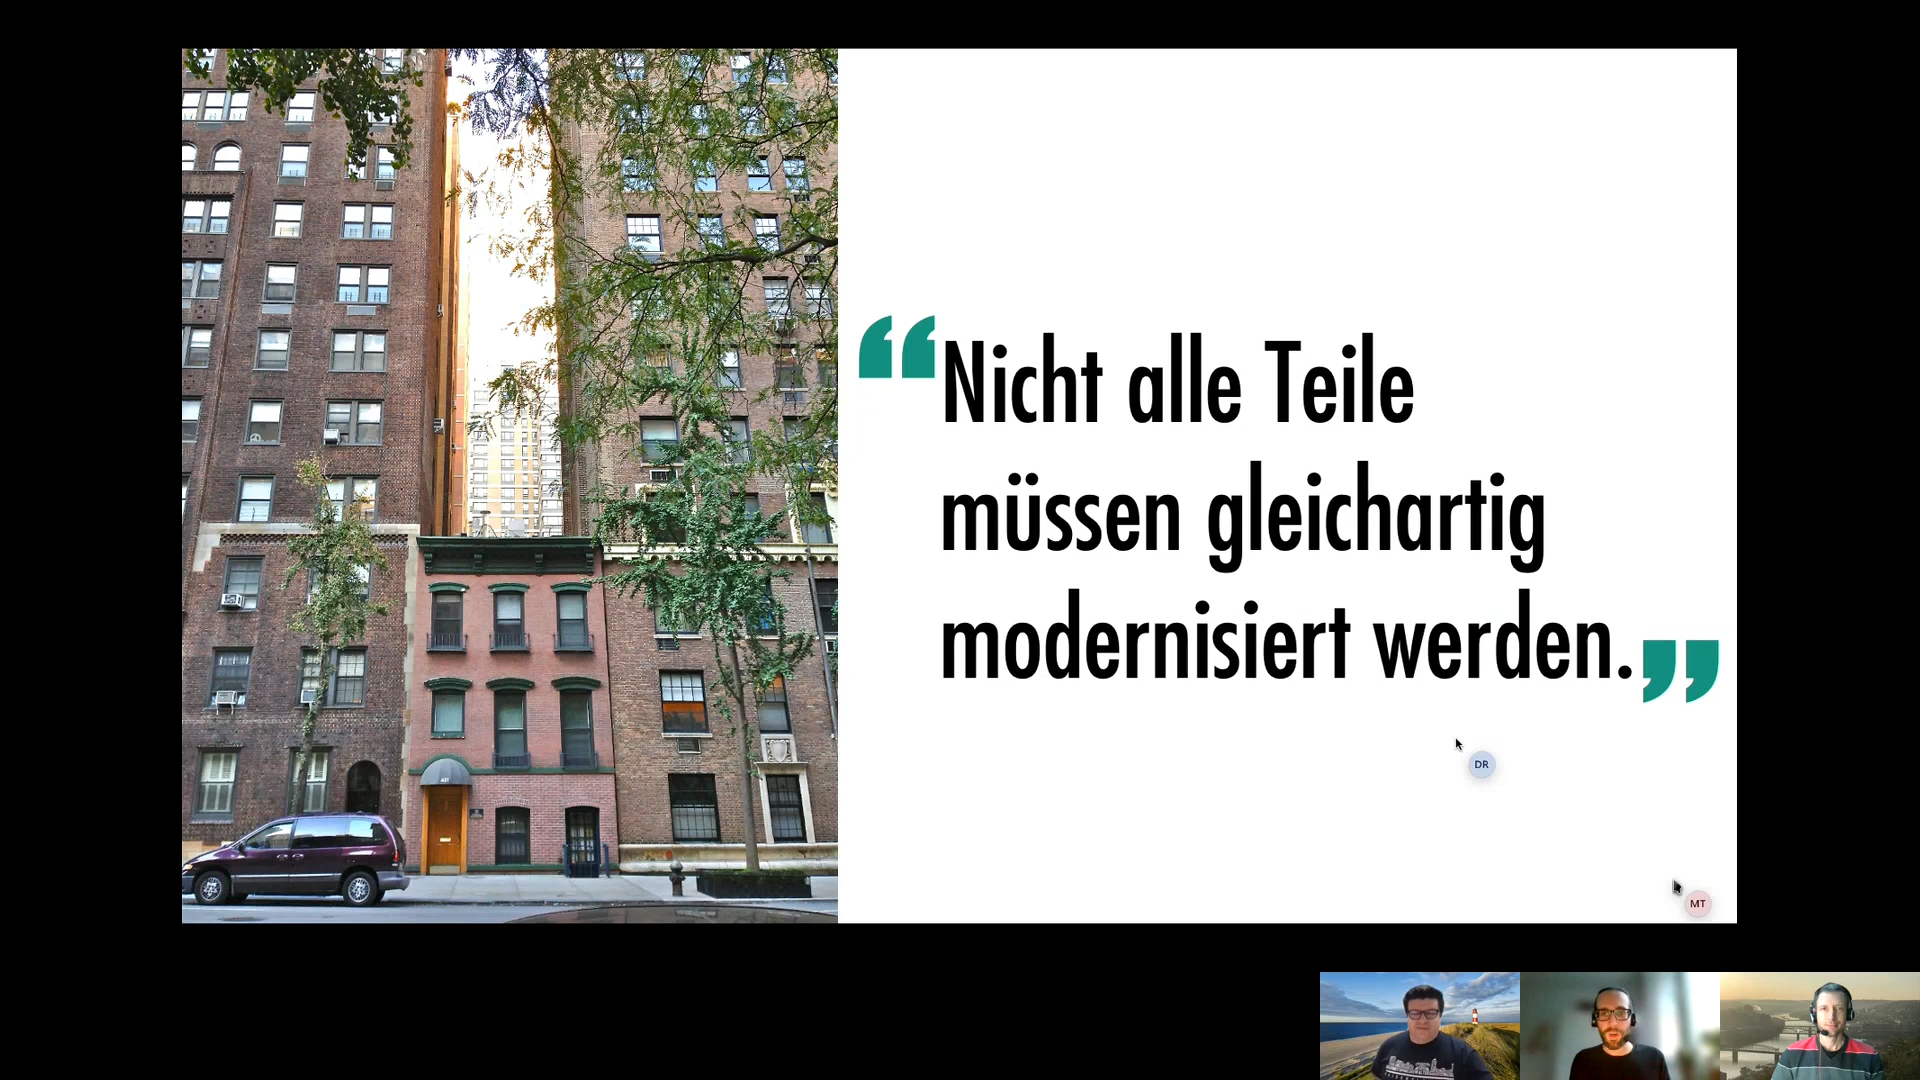 “Nicht alle Teile
müssen gleichartig
modernisiert werden.”
DR
MT